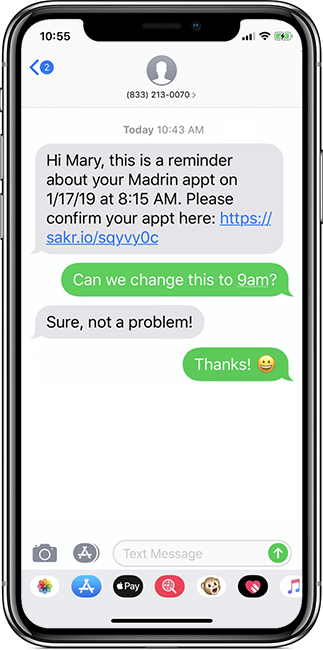 10:55
2
(833) 213-0070 >
Today 10:43 AM
Hi Mary, this is a reminder
about your Madrin appt on
1/17/19 at 8:15 AM. Please
confirm your appt here: https://
sakr.io/sqyvy0c
Can we change this to 9am?
Sure, not a problem!
Thanks! 😀
Text Message
Pay